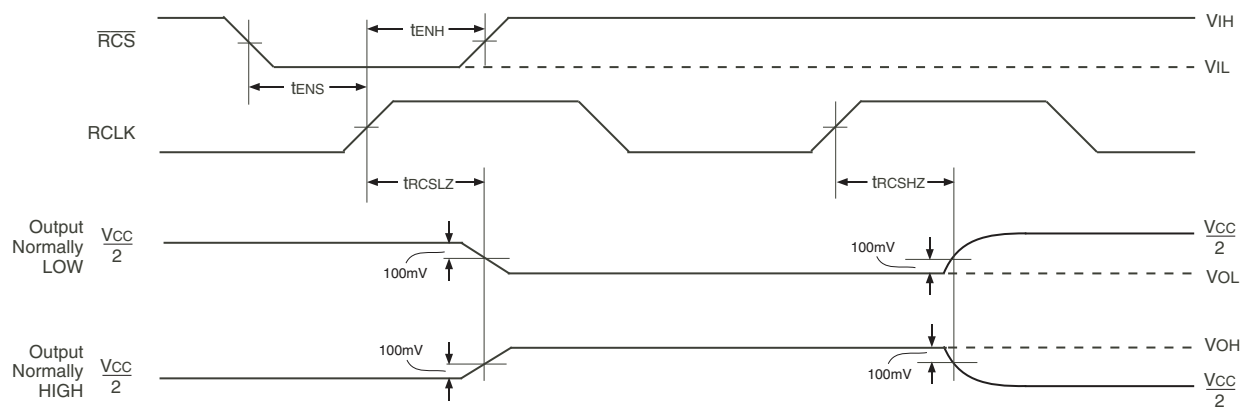 RCS
tENH
VIH
VIL
tENS
RCLK
tRCSLZ
tRCSHZ
Output
Normally
LOW
VCC
2
100mV
100mV
VCC
2
VOL
Output
Normally
HIGH
VCC
2
100mV
100mV
VOH
VCC
2